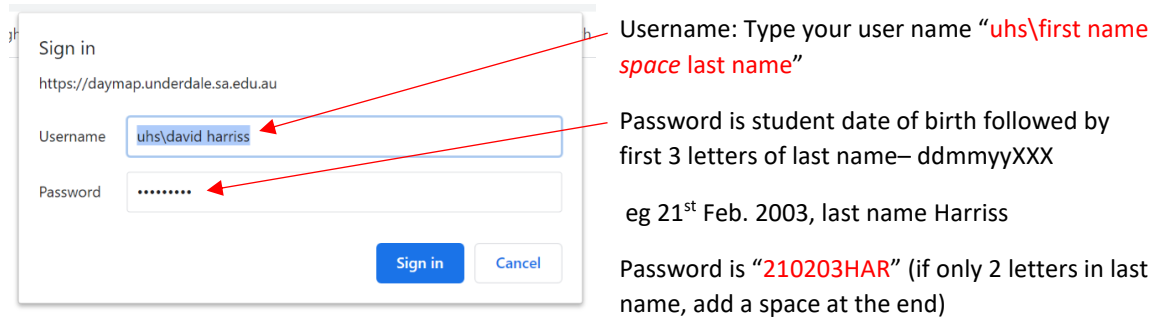 Sign in
https://daymap.underdale.sa.edu.au
Username
uhs\david harriss
Password
•••••••••
Sign in
Cancel
Username: Type your user name “uhs\first name
space last name”
Password is student date of birth followed by
first 3 letters of last name– ddmmyyXXX
eg 21st Feb. 2003, last name Harriss
Password is “210203HAR” (if only 2 letters in last
name, add a space at the end)